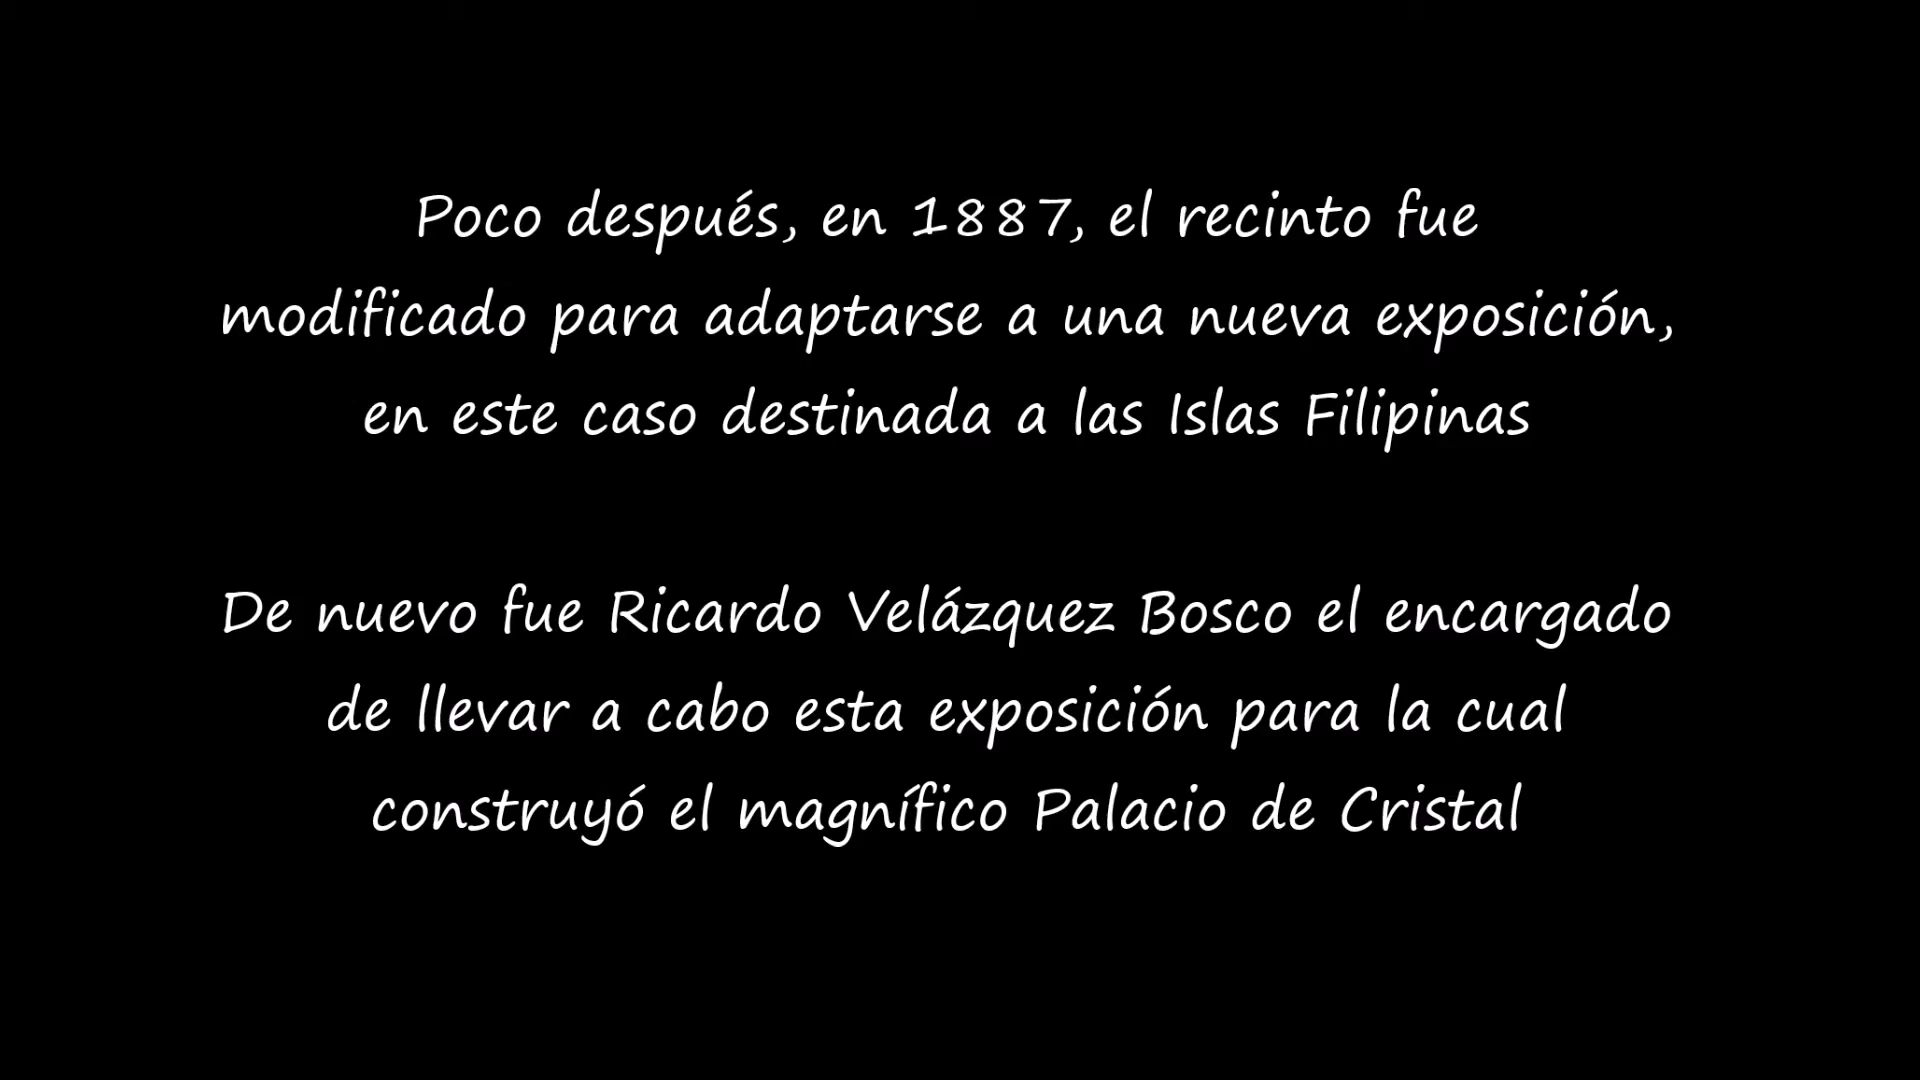 Poco después, en 1887, el recinto fue
modificado para adaptarse a una nueva exposición,
en este caso destinada a las Islas Filipinas
De nuevo fue Ricardo Velázquez Bosco el encargado
de llevar a cabo esta exposición para la cual
construyó el magnífico Palacio de Cristal